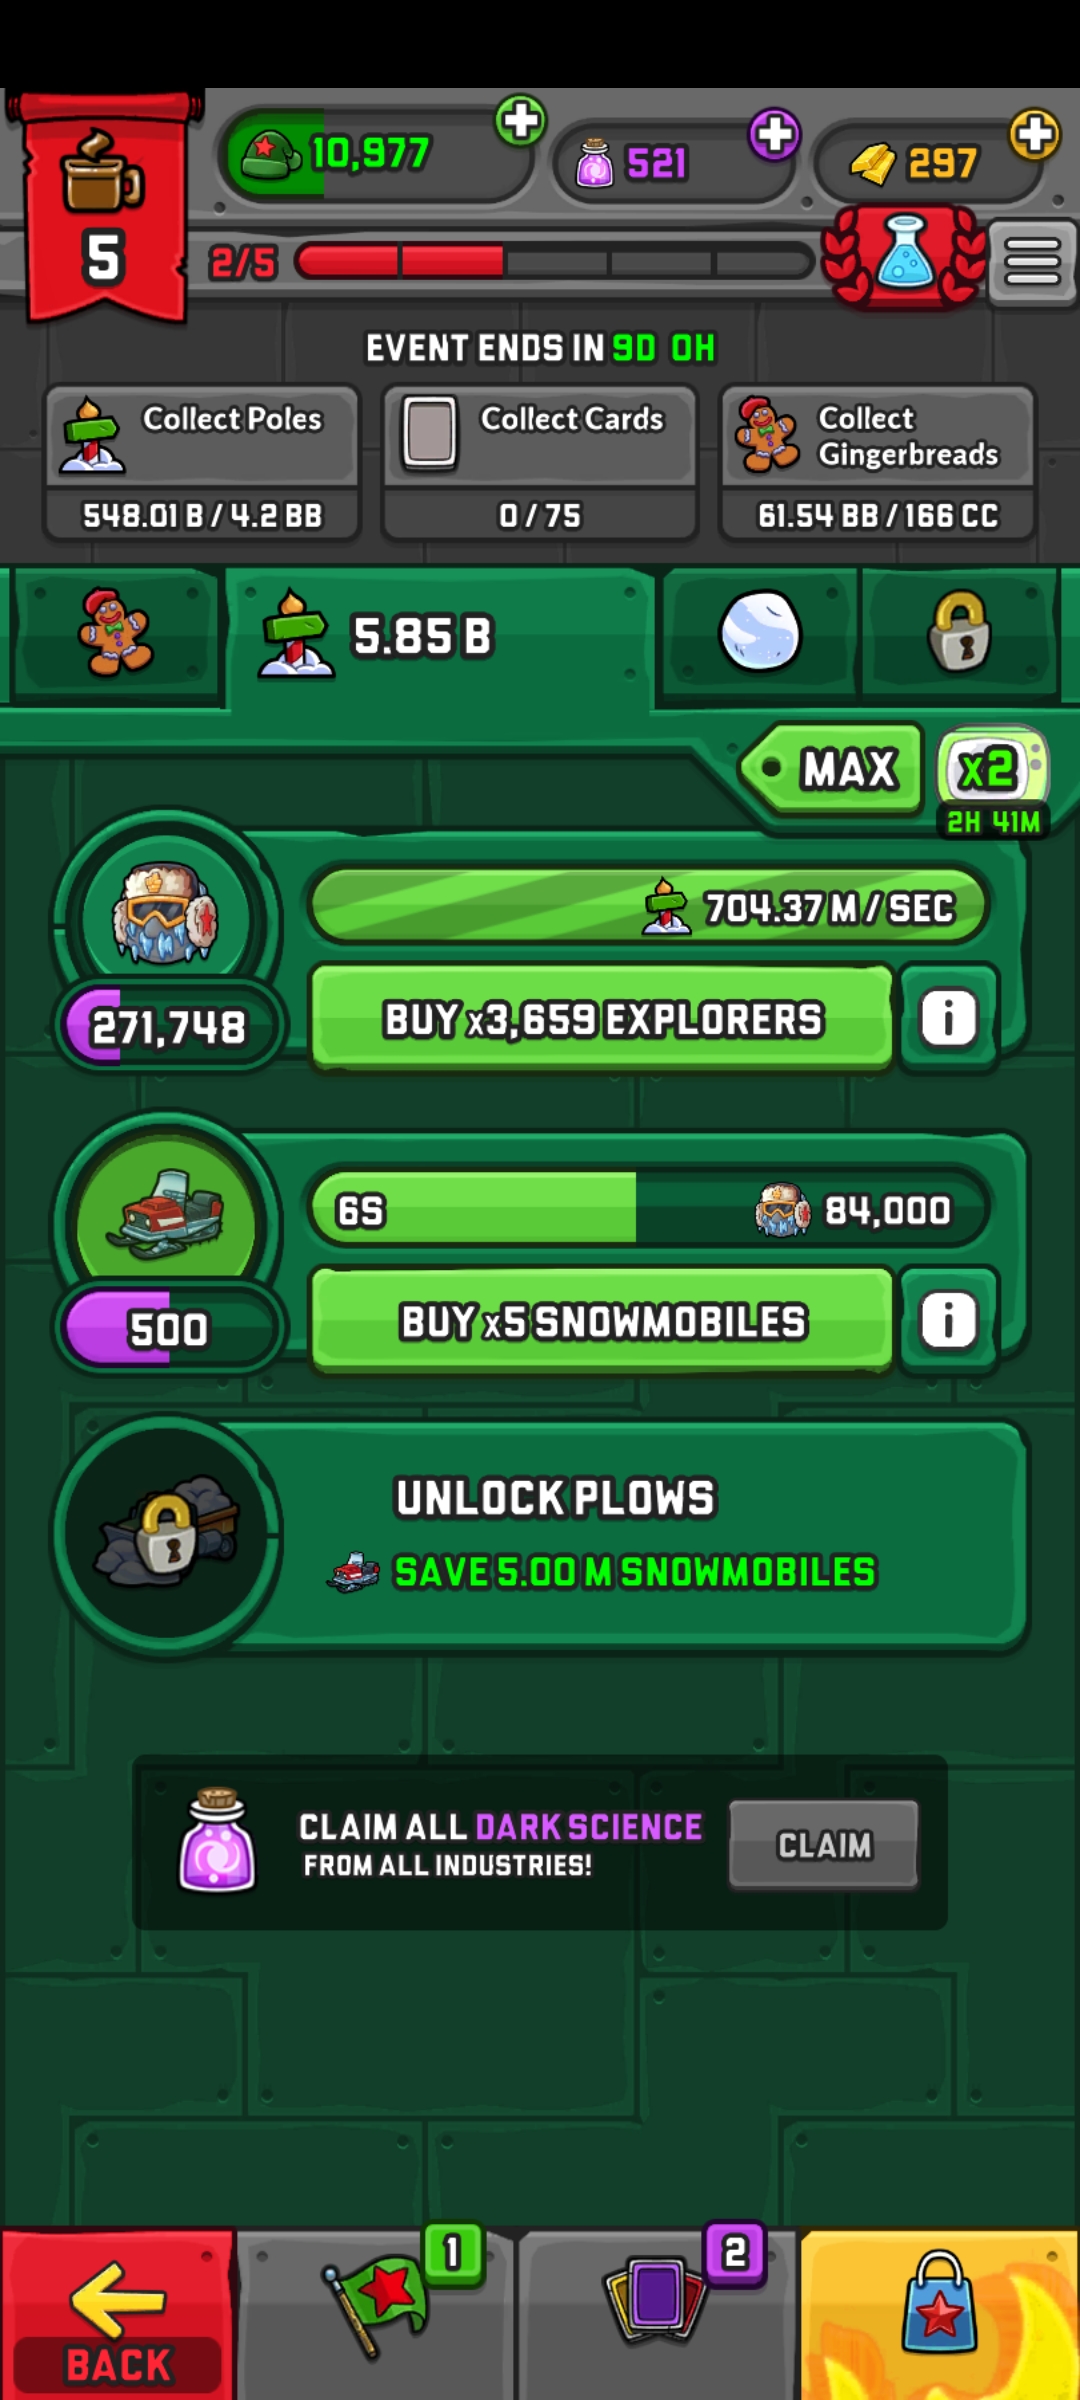 10,977
521
297
5
2/5
EVENT ENDS IN 9D 0H
Collect Poles
548.01 B / 4.2 BB
Collect Cards
0 / 75
Collect
Gingerbreads
61.54 BB / 166 CC
5.85 B
MAX
x2
2H 41M
704.37 M / SEC
271,748
BUY x3,659 EXPLORERS
i
6S
84,000
500
BUY x5 SNOWMOBILES
i
UNLOCK PLOWS
SAVE 5.00 M SNOWMOBILES
CLAIM ALL DARK SCIENCE
FROM ALL INDUSTRIES!
CLAIM
1
2
BACK